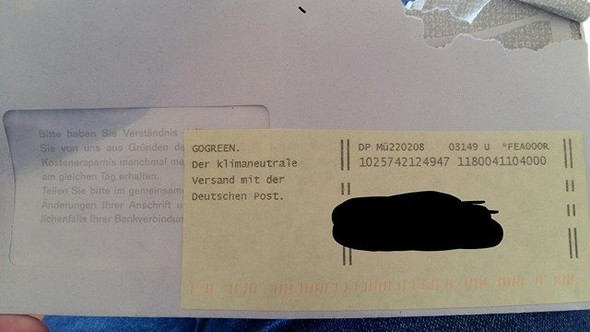 Bitte haben Sie Verständnis
Sie von uns aus Gründen de
Kostenersparnis manchmal me
am gleichen Tag erhalten.
Teilen Sie bitte im gemeinsame
Änderungen Ihrer Anschrift u
lichenfalls Ihrer Bankverbindun
GOGREEN.
Der klimaneutrale
Versand mit der
Deutschen Post.
DP MÜ220208 03149 U *FEA000R
1025742124947 1180041104000